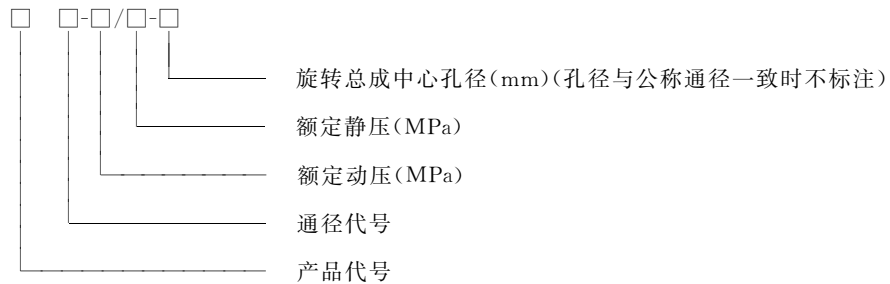 □ □-□/□-□
旋转总成中心孔径(mm)(孔径与公称通径一致时不标注)
额定静压(MPa)
额定动压(MPa)
通径代号
产品代号